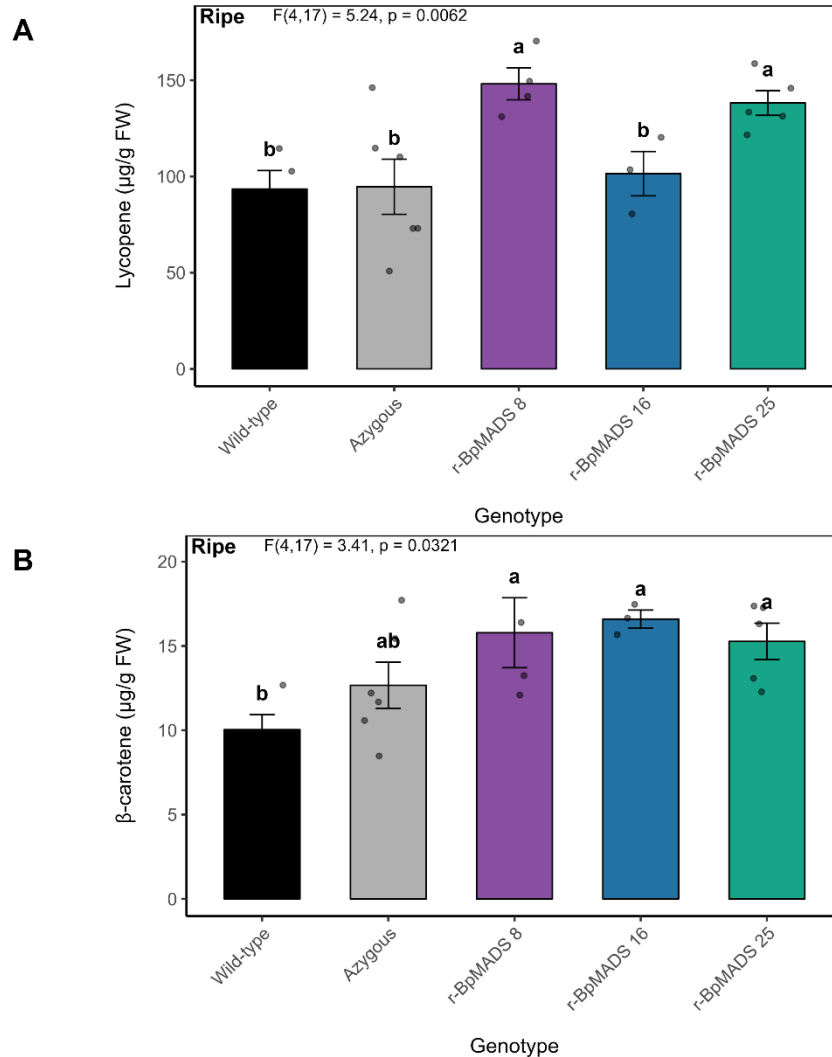 A
Ripe F(4,17) = 5.24, p = 0.0062
Lycopene (µg/g FW)
150
100
50
0
b
b
a
b
a
Wild-type
Azygous
r-BpMADS 8
r-BpMADS 16
r-BpMADS 25
Genotype
B
Ripe F(4,17) = 3.41, p = 0.0321
β-carotene (µg/g FW)
20
15
10
5
0
b
ab
a
a
a
Wild-type
Azygous
r-BpMADS 8
r-BpMADS 16
r-BpMADS 25
Genotype